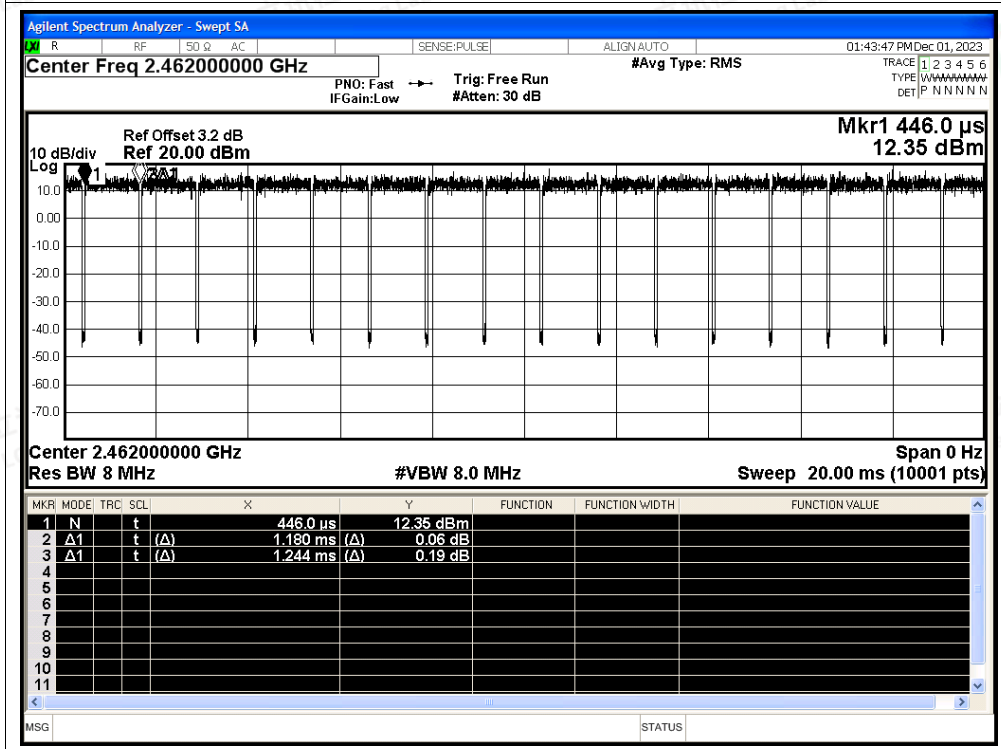 Agilent Spectrum Analyzer - Swept SA
LXI R RF 50 Ω AC SENSE:PULSE ALIGN AUTO 01:43:47 PM Dec 01, 2023
Center Freq 2.462000000 GHz #Avg Type: RMS TRACE 1 2 3 4 5 6
PNO: Fast Trig: Free Run TYPE WWWWWW
IFGain:Low #Atten: 30 dB DET P N N N N N
Mkr1 446.0 µs
Ref Offset 3.2 dB
10 dB/div Ref 20.00 dBm 12.35 dBm
Log
1 3Δ1
10.0
0.00
-10.0
-20.0
-30.0
-40.0
-50.0
-60.0
-70.0
Center 2.462000000 GHz Span 0 Hz
Res BW 8 MHz #VBW 8.0 MHz Sweep 20.00 ms (10001 pts)
MKR MODE TRC SCL X Y FUNCTION FUNCTION WIDTH FUNCTION VALUE
1 N t 446.0 µs 12.35 dBm
2 Δ1 t (Δ) 1.180 ms (Δ) 0.06 dB
3 Δ1 t (Δ) 1.244 ms (Δ) 0.19 dB
4
5
6
7
8
9
10
11
MSG STATUS